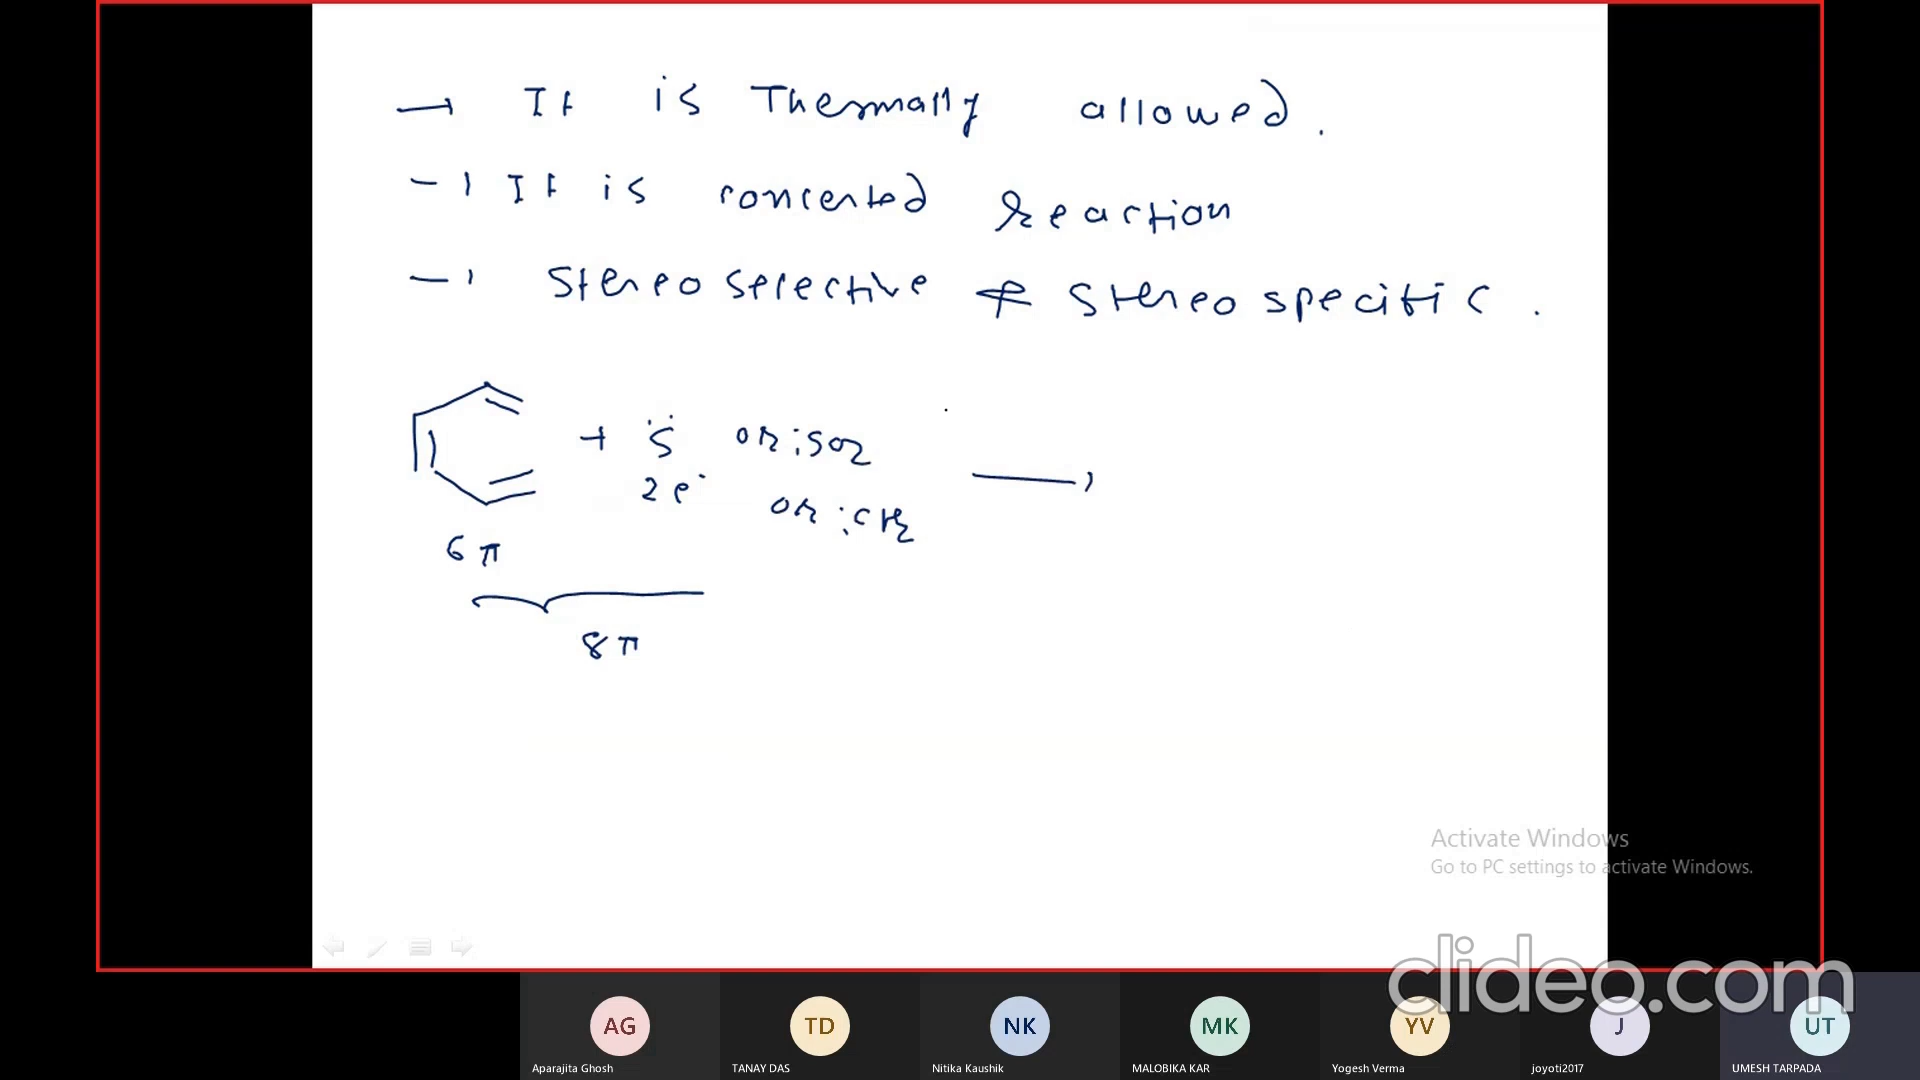 → It is Thermally allowed.
→ It is concerted Reaction
→ Stereo selective & Stereo specific.
+ S̈ or :SO2
2e-
or :CH2
6π
8π
Activate Windows
Go to PC settings to activate Windows.
clideo.com
AG TD NK MK YV J UT
Aparajita Ghosh TANAY DAS Nitika Kaushik MALOBIKA KAR Yogesh Verma joyoti2017 UMESH TARPADA